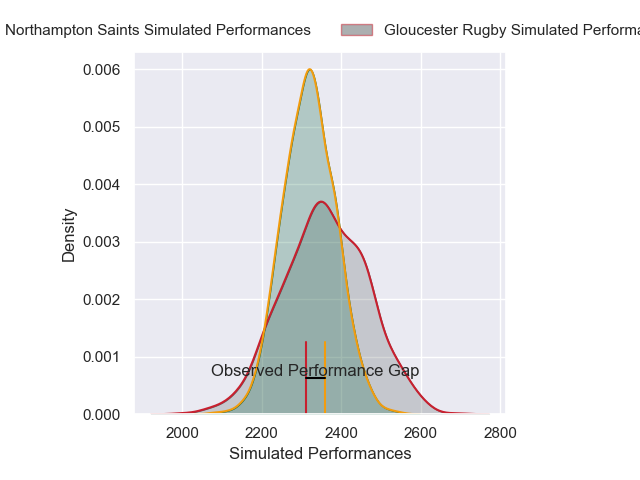 Northampton Saints Simulated Performances
Gloucester Rugby Simulated Performa
0.006
0.005
0.004
0.003
0.002
0.001
0.000
Density
Observed Performance Gap
2000 2200 2400 2600 2800
Simulated Performances